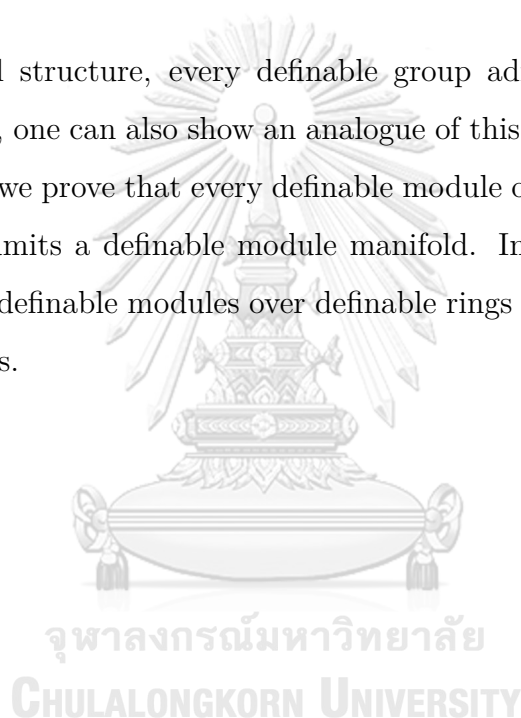 l structure, every definable group ad
, one can also show an analogue of this
we prove that every definable module o
mits a definable module manifold. In
definable modules over definable rings
s.
จุฬาลงกรณ์มหาวิทยาลัย
CHULALONGKORN UNIVERSITY